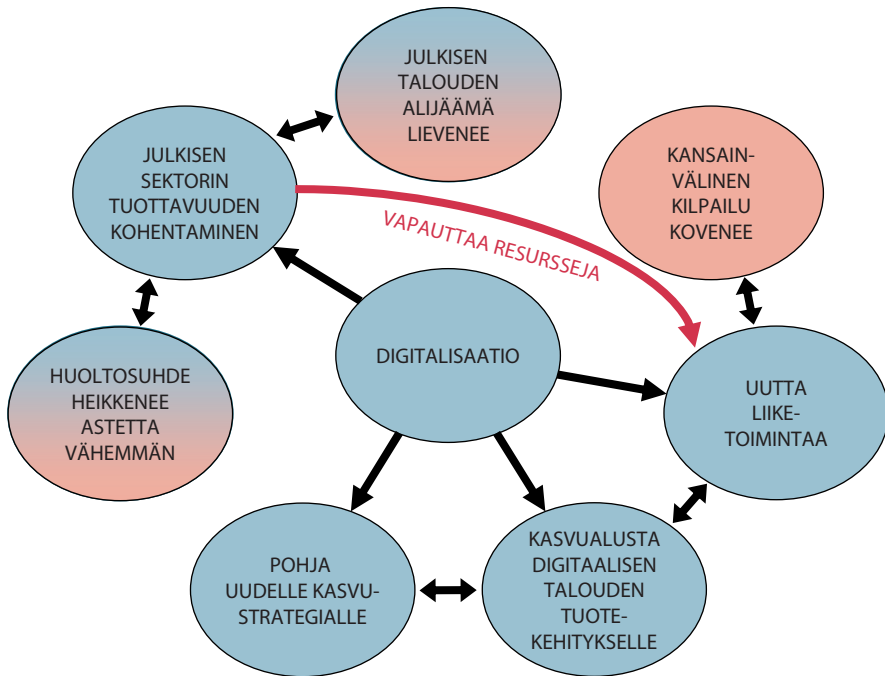 JULKISEN
TALOUDEN
ALIJÄÄMÄ
LIEVENEE
JULKISEN
SEKTORIN
TUOTTAVUUDEN
KOHENTAMINEN
KANSAIN-
VÄLINEN
KILPAILU
KOVENEE
VAPAUTTAA RESURSSEJA
DIGITALISAATIO
HUOLTOSUHDE
HEIKKENEE
ASTETTA
VÄHEMMÄN
UUTTA
LIIKE-
TOIMINTAA
POHJA
UUDELLE KASVU-
STRATEGIALLE
KASVUALUSTA
DIGITAALISEN
TALOUDEN
TUOTE-
KEHITYKSELLE